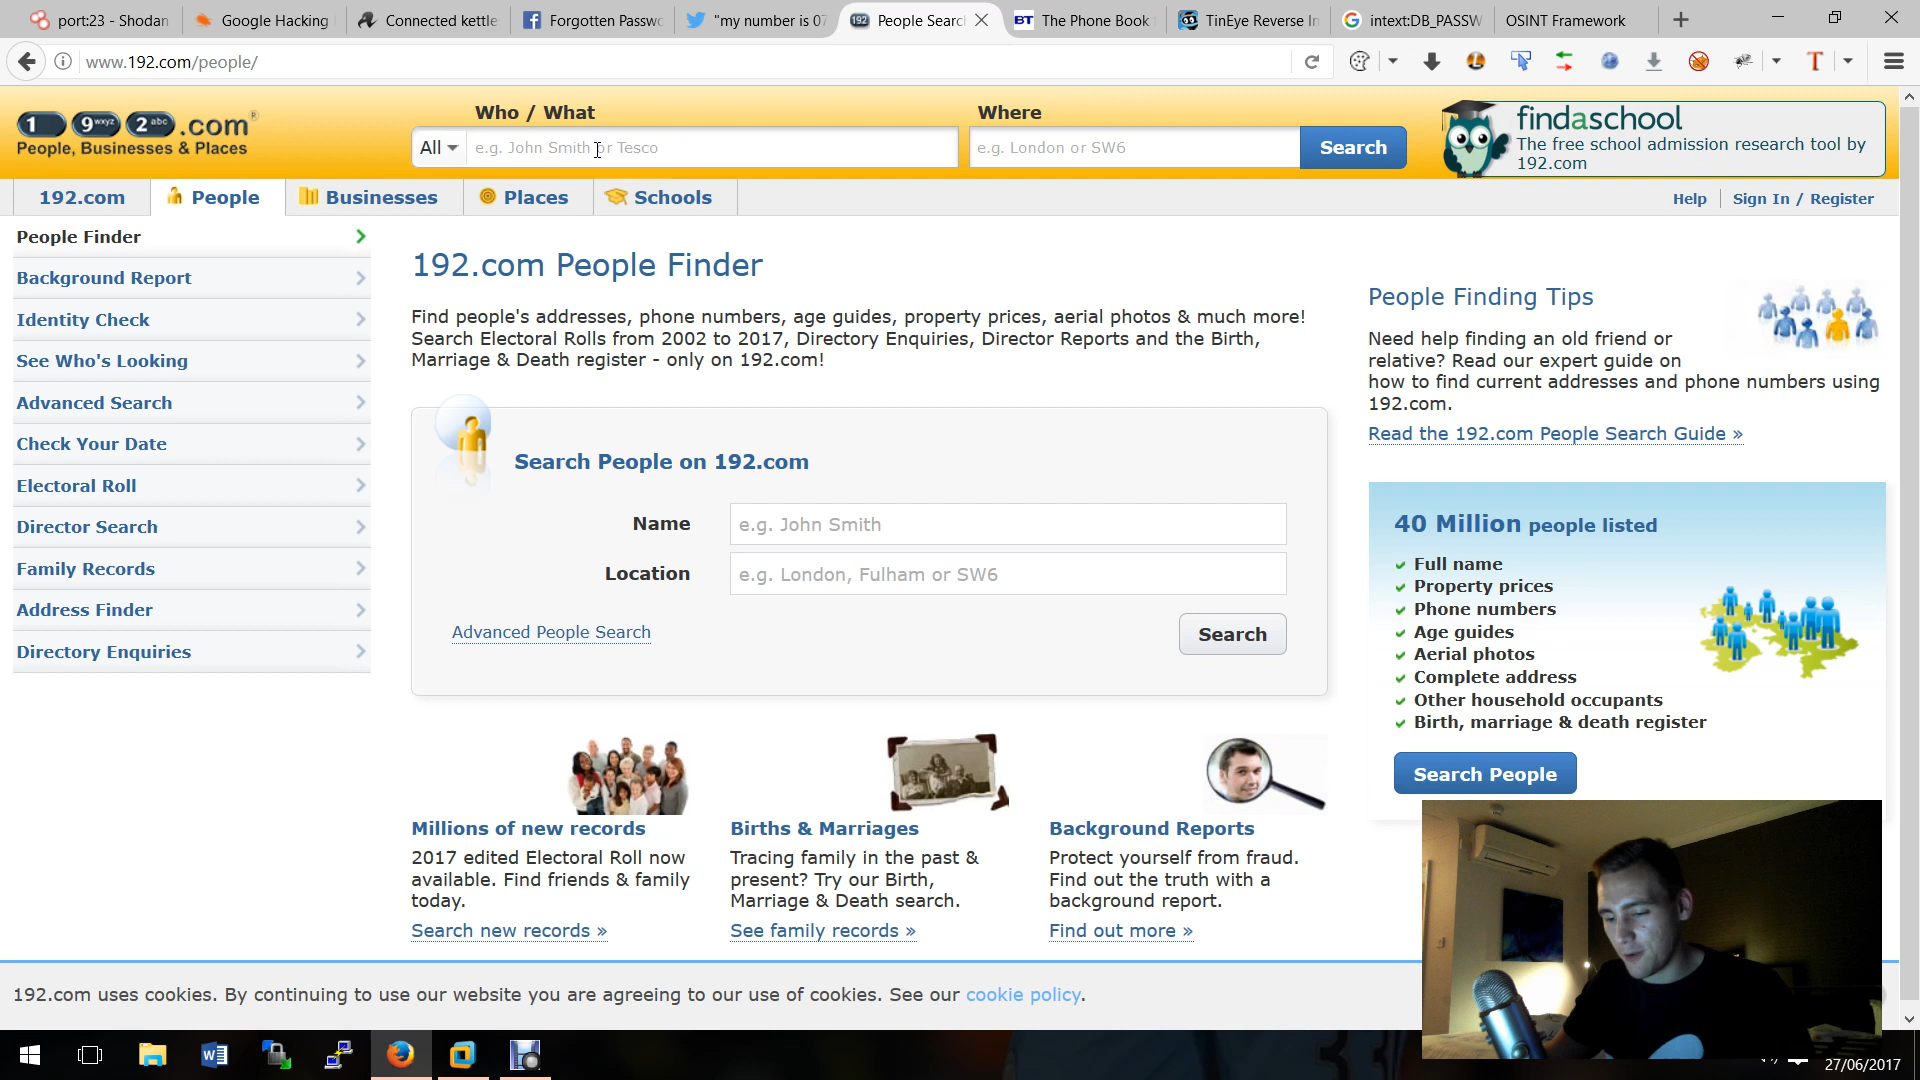 port:23 - Shodan
Google Hacking
Connected kettle
Forgotten Passwo
"my number is 07
People Searc
BT
The Phone Book
TinEye Reverse In
intext:DB_PASSW
OSINT Framework
www.192.com/people/
192.com
People, Businesses & Places
Who / What
All
e.g. John Smith or Tesco
Where
e.g. London or SW6
Search
findaschool
The free school admission research tool by
192.com
192.com
People
Businesses
Places
Schools
Help
Sign In / Register
People Finder
Background Report
Identity Check
See Who's Looking
Advanced Search
Check Your Date
Electoral Roll
Director Search
Family Records
Address Finder
Directory Enquiries
192.com People Finder
Find people's addresses, phone numbers, age guides, property prices, aerial photos & much more!
Search Electoral Rolls from 2002 to 2017, Directory Enquiries, Director Reports and the Birth,
Marriage & Death register - only on 192.com!
Search People on 192.com
Name
e.g. John Smith
Location
e.g. London, Fulham or SW6
Advanced People Search
Search
People Finding Tips
Need help finding an old friend or
relative? Read our expert guide on
how to find current addresses and phone numbers using
192.com.
Read the 192.com People Search Guide »
40 Million people listed
Full name
Property prices
Phone numbers
Age guides
Aerial photos
Complete address
Other household occupants
Birth, marriage & death register
Search People
Millions of new records
2017 edited Electoral Roll now
available. Find friends & family
today.
Search new records »
Births & Marriages
Tracing family in the past &
present? Try our Birth,
Marriage & Death search.
See family records »
Background Reports
Protect yourself from fraud.
Find out the truth with a
background report.
Find out more »
192.com uses cookies. By continuing to use our website you are agreeing to our use of cookies. See our cookie policy.
27/06/2017